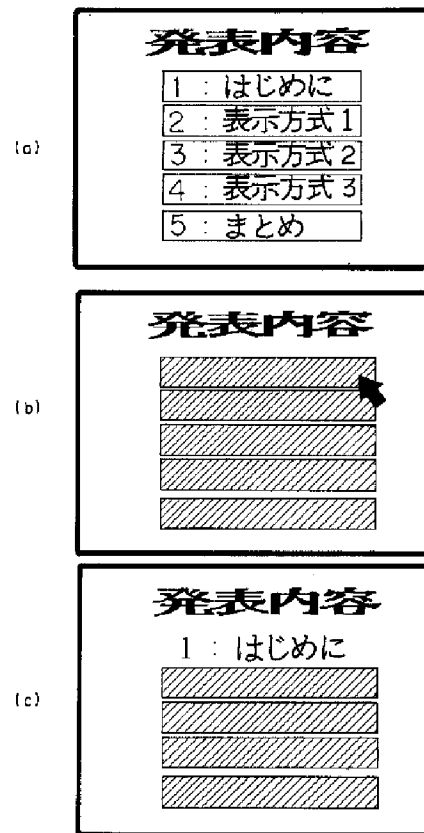 (a)
発表内容
1 : はじめに
2 : 表示方式1
3 : 表示方式2
4 : 表示方式3
5 : まとめ
(b)
発表内容
(c)
発表内容
1 : はじめに